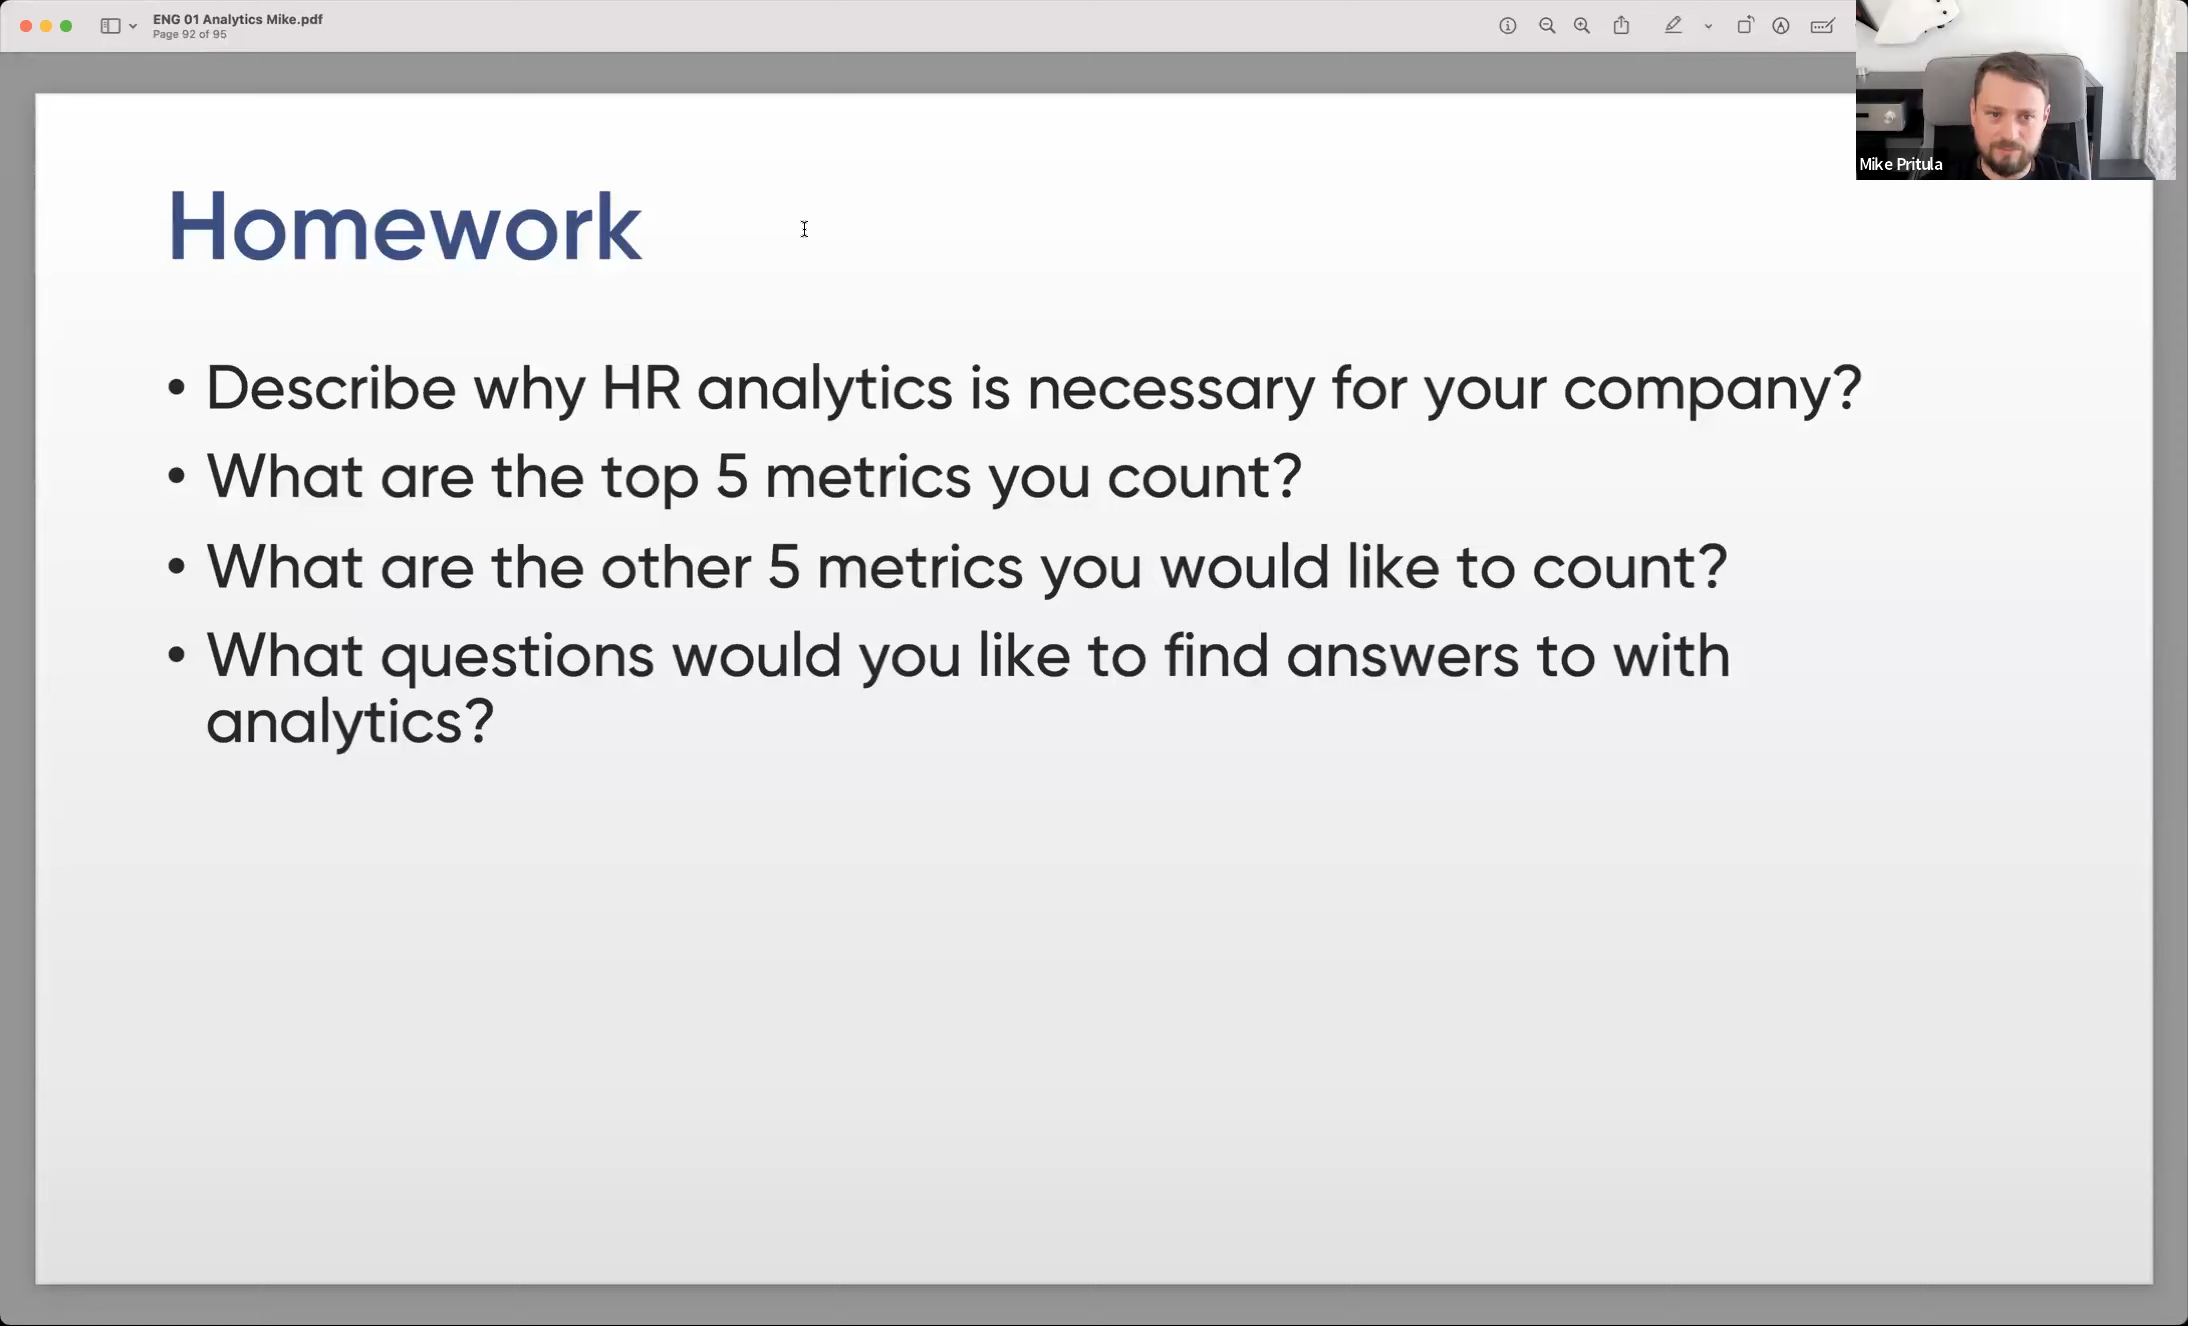 ENG 01 Analytics Mike.pdf
Page 92 of 95
Mike Pritula
Homework
• Describe why HR analytics is necessary for your company?
• What are the top 5 metrics you count?
• What are the other 5 metrics you would like to count?
• What questions would you like to find answers to with
analytics?